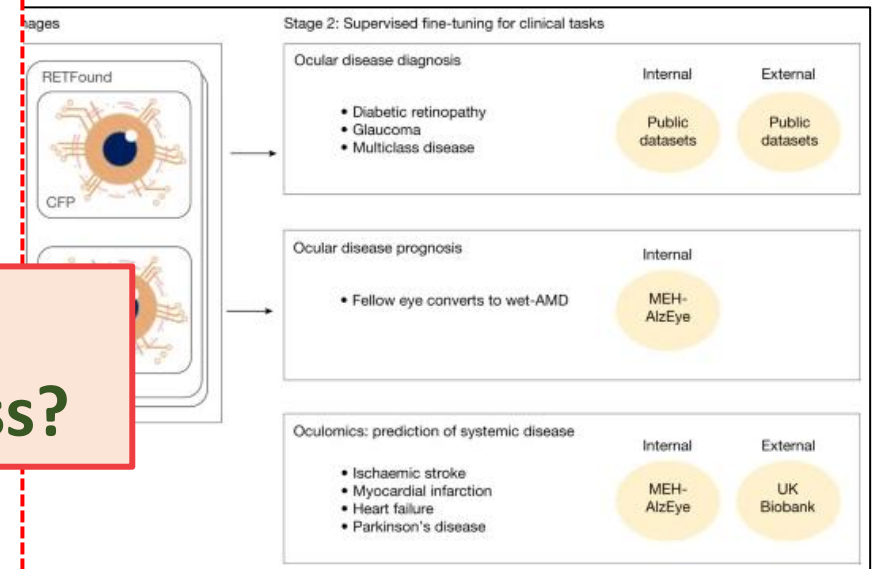 Stage 2: Supervised fine-tuning for clinical tasks
RETFound
CFP
Ocular disease diagnosis
Internal
External
• Diabetic retinopathy
• Glaucoma
• Multiclass disease
Public
datasets
Public
datasets
Ocular disease prognosis
Internal
• Fellow eye converts to wet-AMD
MEH-
AlzEye
Oculomics: prediction of systemic disease
Internal
External
• Ischaemic stroke
• Myocardial infarction
• Heart failure
• Parkinson's disease
MEH-
AlzEye
UK
Biobank